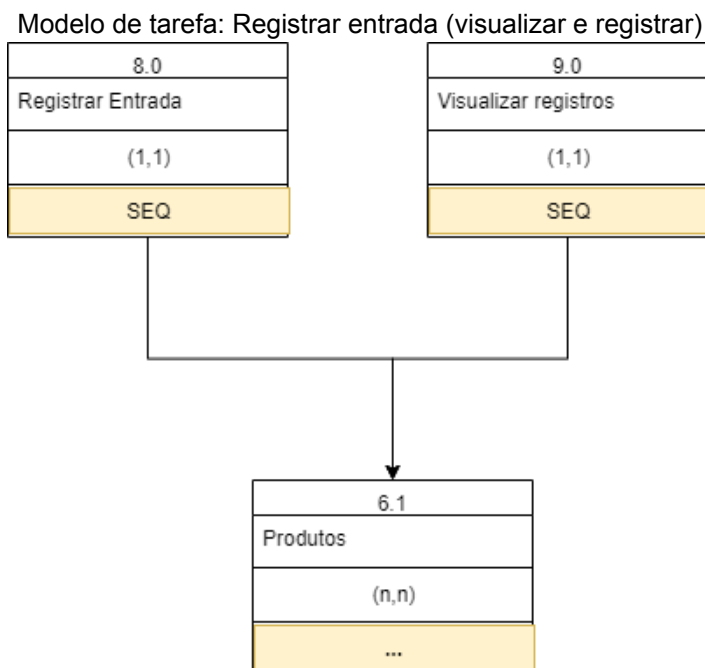 Modelo de tarefa: Registrar entrada (visualizar e registrar)
8.0
Registrar Entrada
(1,1)
SEQ
9.0
Visualizar registros
(1,1)
SEQ
6.1
Produtos
(n,n)
...